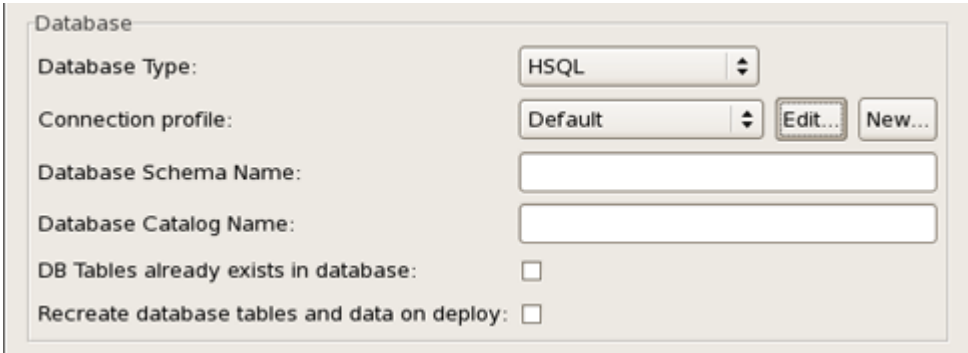 Database
Database Type: HSQL
Connection profile: Default Edit... New...
Database Schema Name:
Database Catalog Name:
DB Tables already exists in database:
Recreate database tables and data on deploy: